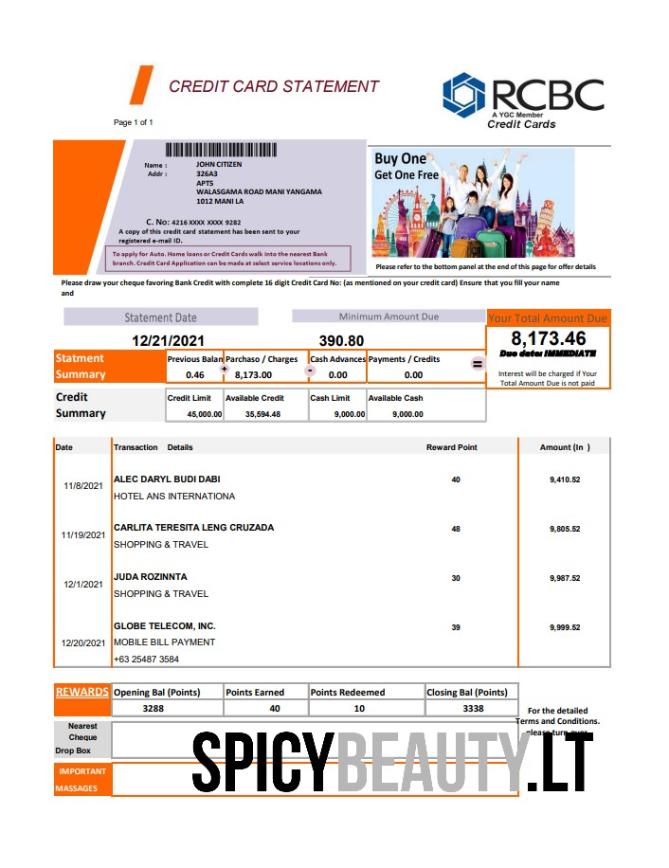 CREDIT CARD STATEMENT
RCBC
A YGC Member
Credit Cards
Page 1 of 1
Name : JOHN CITIZEN
Addr : 326A3
APTS
WALASGAMA ROAD MANI YANGAMA
1012 MANI LA
C. No: 4216 XXXX XXXX 9282
A copy of this credit card statement has been sent to your
registered e-mail ID.
To apply for Auto. Home loans or Credit Cards walk into the nearest Bank
branch. Credit Card Application can be made at select service locations only.
Buy One
Get One Free
Please refer to the bottom panel at the end of this page for offer details
Please draw your cheque favoring Bank Credit with complete 16 digit Credit Card No: (as mentioned on your credit card) Ensure that you fill your name
and
Statement Date Minimum Amount Due Your Total Amount Due
12/21/2021 390.80 8,173.46
Due date: IMMEDIATE
Interest will be charged if Your
Total Amount Due is not paid
Statment Summary
Previous Balan Parchaso / Charges Cash Advances Payments / Credits
0.46 + 8,173.00 - 0.00 0.00 =
Credit Summary
Credit Limit Available Credit Cash Limit Available Cash
45,000.00 35,594.48 9,000.00 9,000.00
Date Transaction Details Reward Point Amount (In )
11/8/2021 ALEC DARYL BUDI DABI 40 9,410.52
HOTEL ANS INTERNATIONA
11/19/2021 CARLITA TERESITA LENG CRUZADA 48 9,805.52
SHOPPING & TRAVEL
12/1/2021 JUDA ROZINNTA 30 9,987.52
SHOPPING & TRAVEL
12/20/2021 GLOBE TELECOM, INC. 39 9,999.52
MOBILE BILL PAYMENT
+63 25487 3584
REWARDS Opening Bal (Points) Points Earned Points Redeemed Closing Bal (Points)
3288 40 10 3338
For the detailed
Terms and Conditions.
please turn over
Nearest
Cheque
Drop Box
IMPORTANT
MASSAGES
SPICYBEAUTY.LT